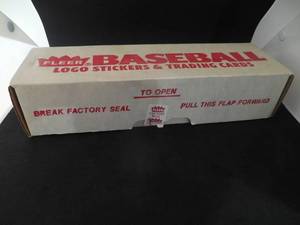 FLEER BASEBALL
LOGO STICKERS & TRADING CARDS
TO OPEN
BREAK FACTORY SEAL
PULL THIS FLAP FORWARD